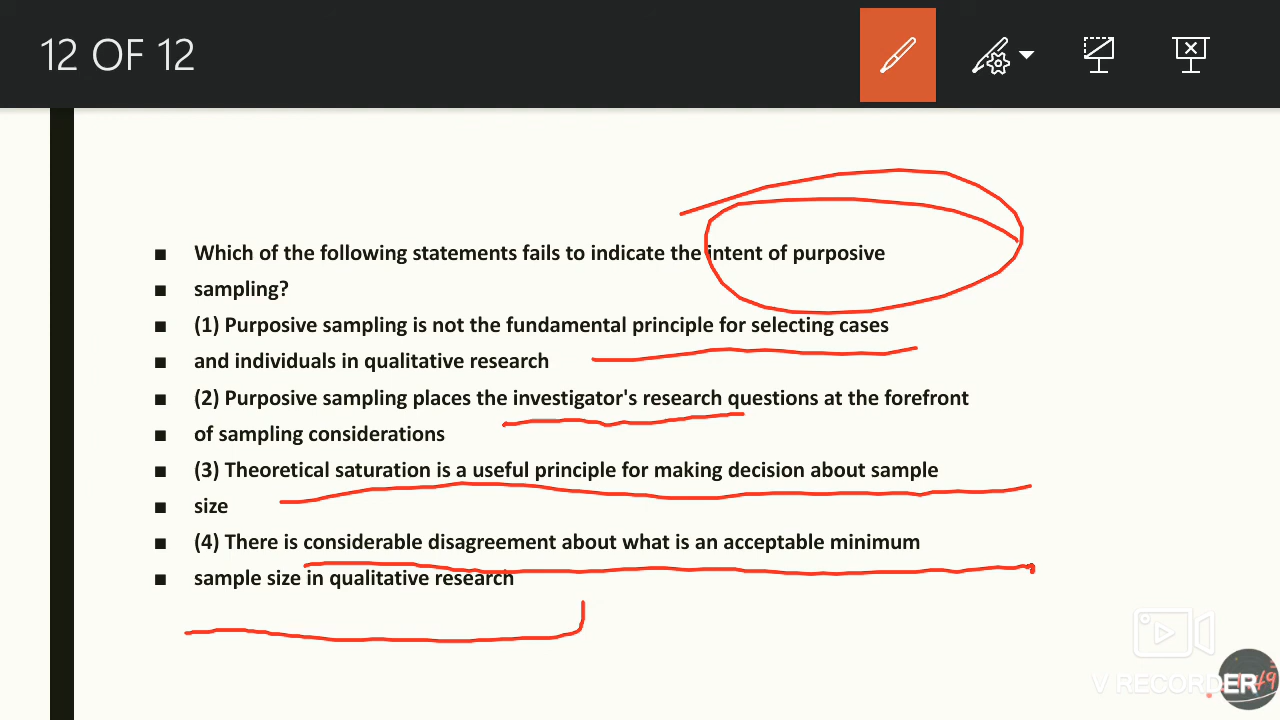 12 OF 12
■ Which of the following statements fails to indicate the intent of purposive
■ sampling?
■ (1) Purposive sampling is not the fundamental principle for selecting cases
■ and individuals in qualitative research
■ (2) Purposive sampling places the investigator's research questions at the forefront
■ of sampling considerations
■ (3) Theoretical saturation is a useful principle for making decision about sample
■ size
■ (4) There is considerable disagreement about what is an acceptable minimum
■ sample size in qualitative research
V RECORDER